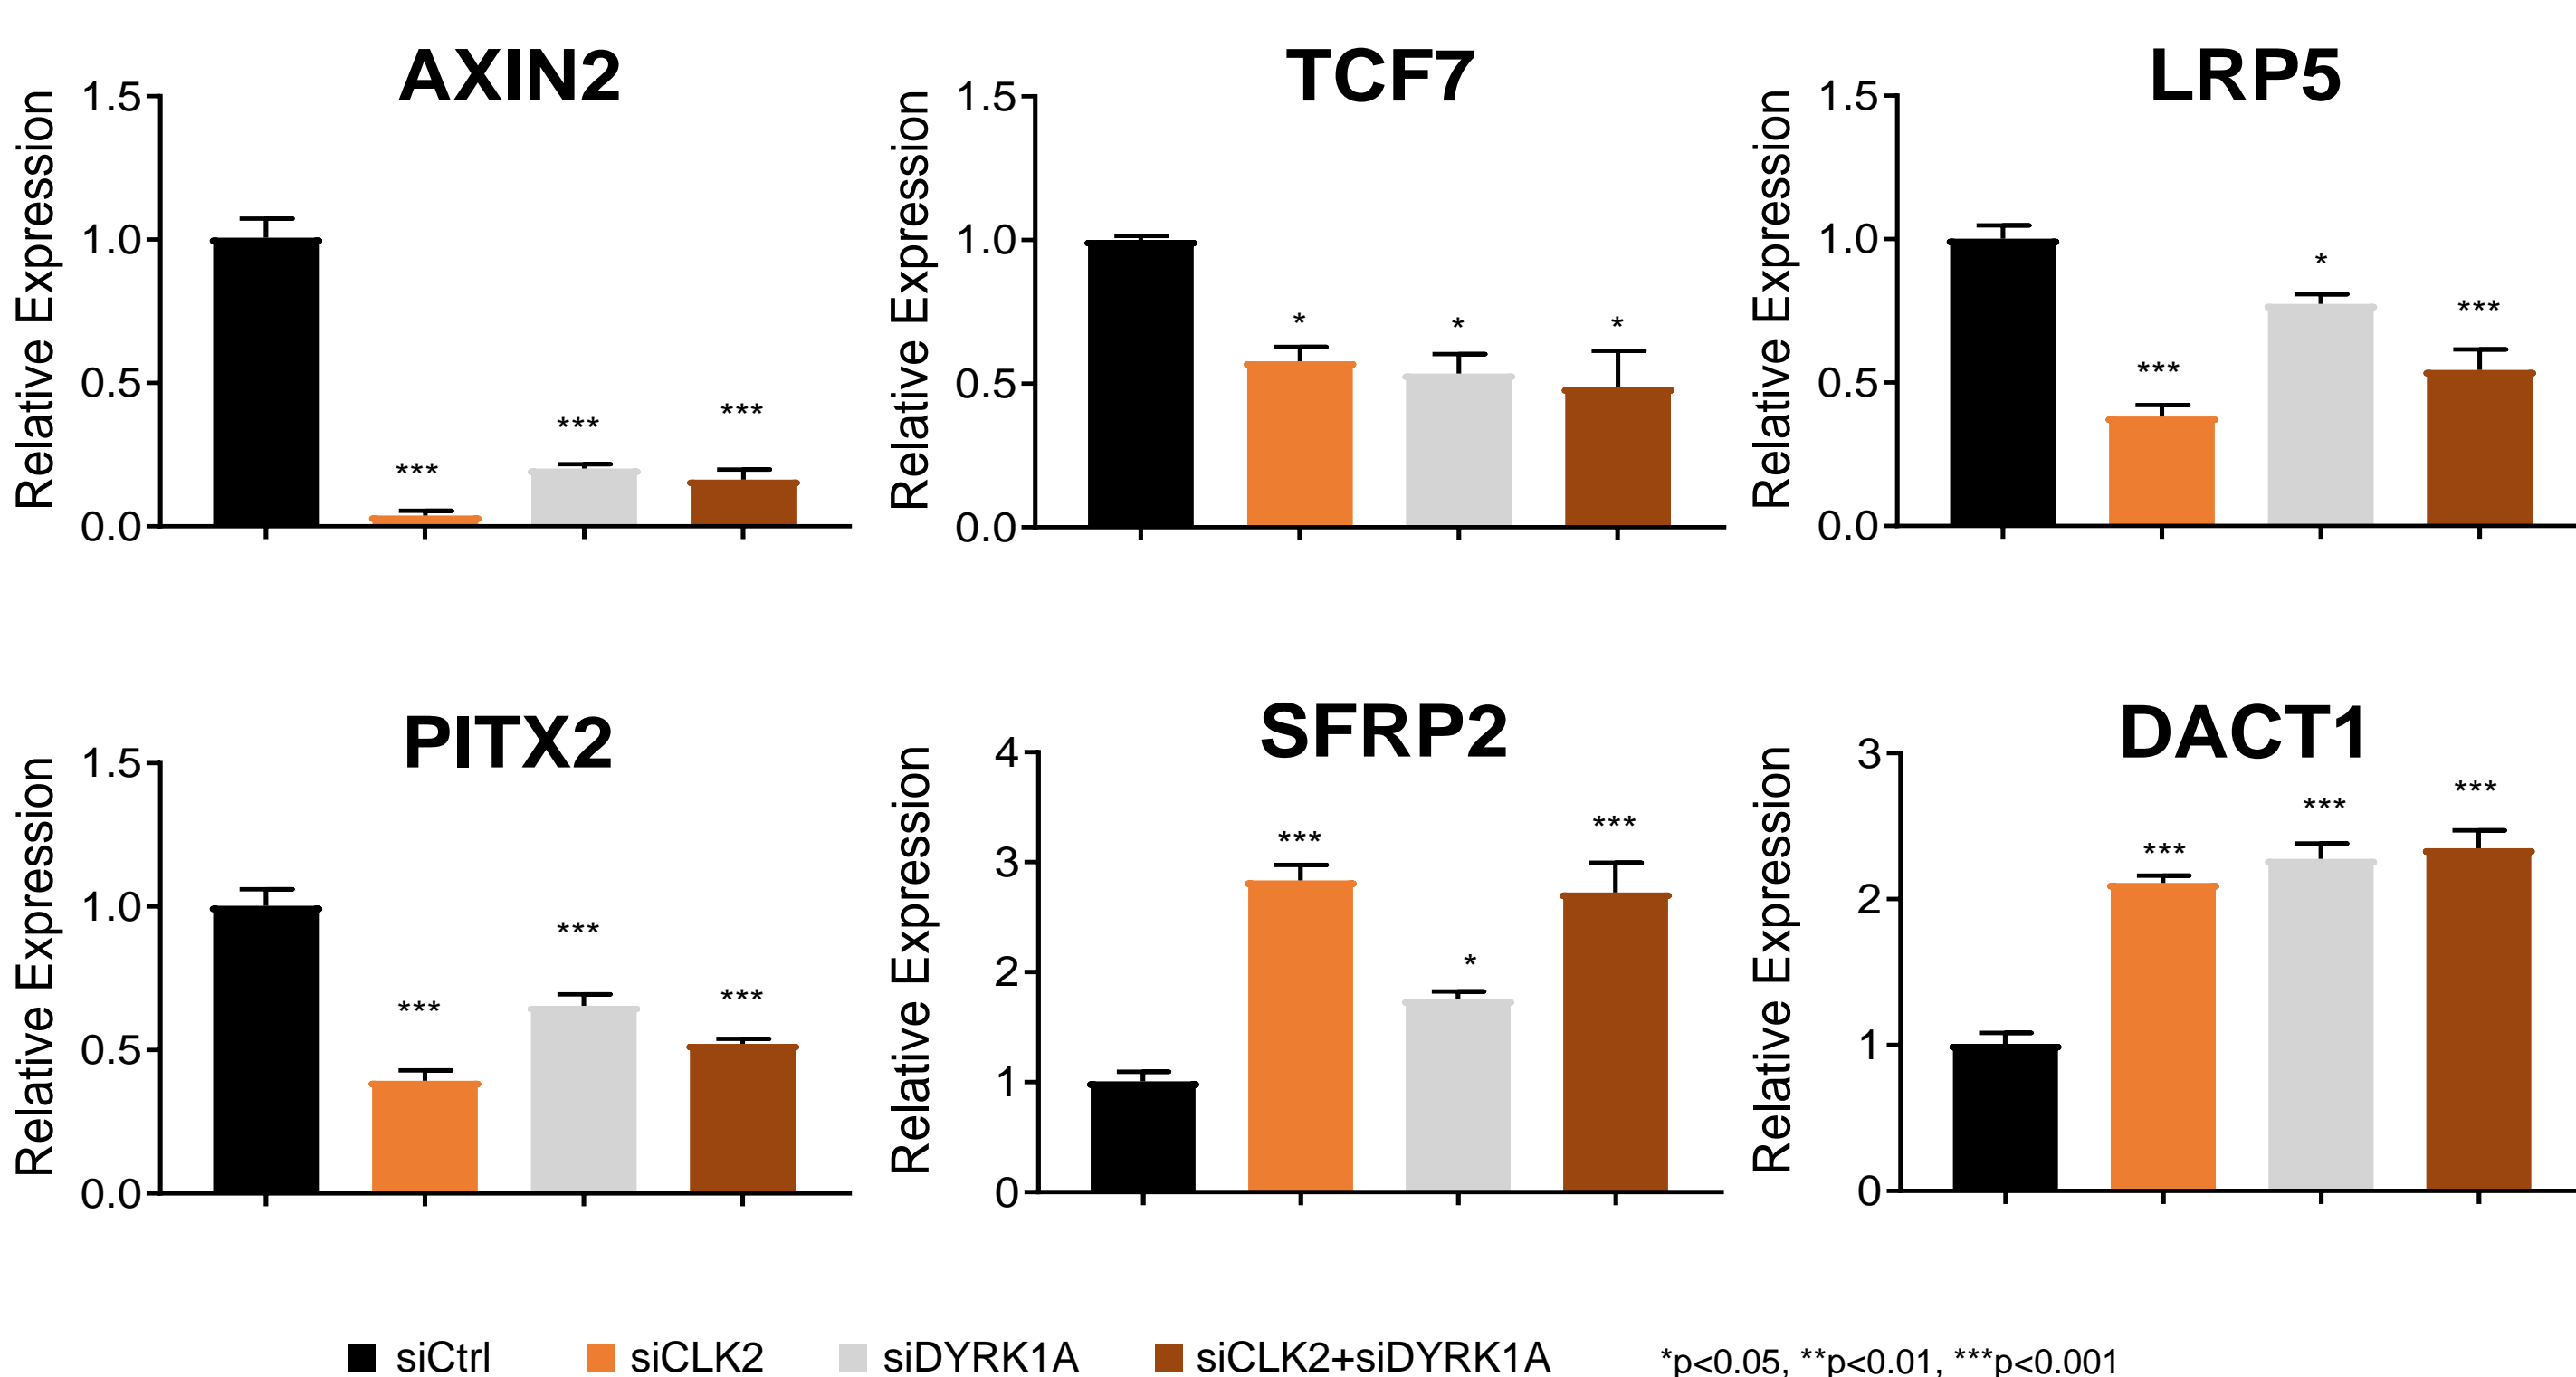 AXIN2
Relative Expression
1.5
1.0
0.5
0.0
***
***
***
TCF7
Relative Expression
1.5
1.0
0.5
0.0
*
*
*
LRP5
Relative Expression
1.5
1.0
0.5
0.0
***
*
***
PITX2
Relative Expression
1.5
1.0
0.5
0.0
***
***
***
SFRP2
Relative Expression
4
3
2
1
0
***
*
***
DACT1
Relative Expression
3
2
1
0
***
***
***
siCtrl
siCLK2
siDYRK1A
siCLK2+siDYRK1A
*p<0.05, **p<0.01, ***p<0.001